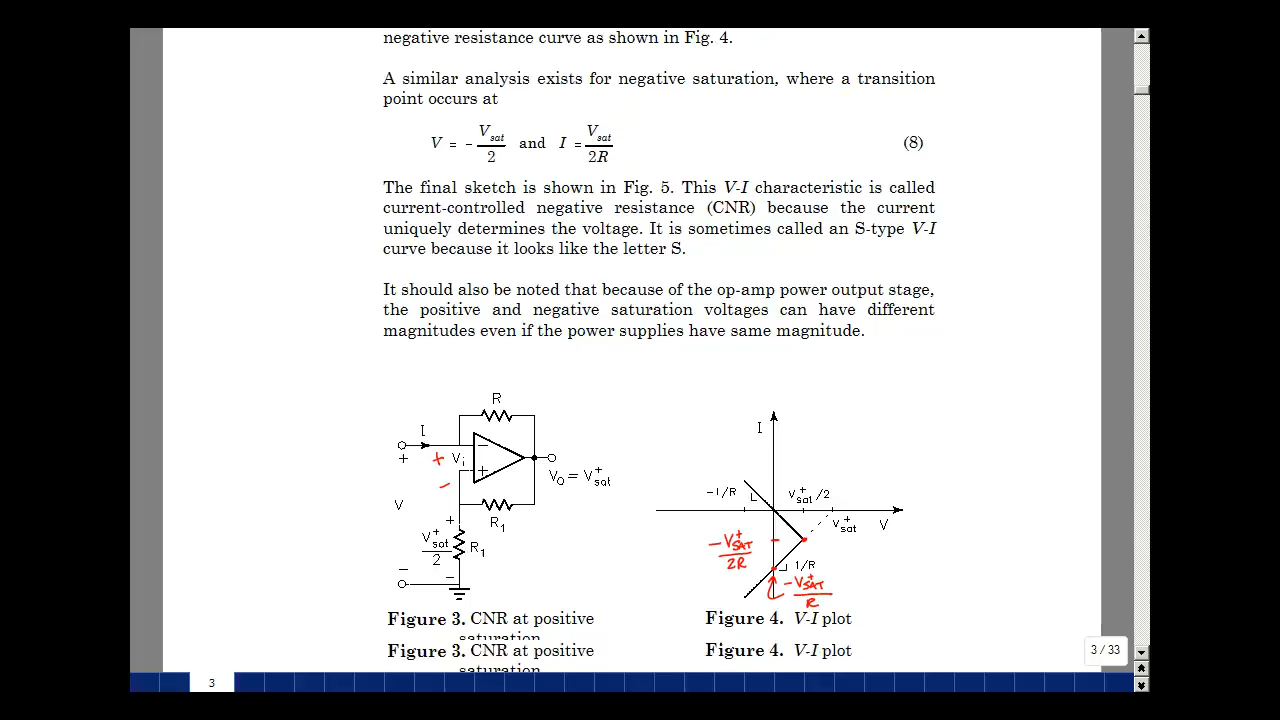 negative resistance curve as shown in Fig. 4.
A similar analysis exists for negative saturation, where a transition
point occurs at
V = - Vsat/2 and I = Vsat/2R (8)
The final sketch is shown in Fig. 5. This V-I characteristic is called
current-controlled negative resistance (CNR) because the current
uniquely determines the voltage. It is sometimes called an S-type V-I
curve because it looks like the letter S.
It should also be noted that because of the op-amp power output stage,
the positive and negative saturation voltages can have different
magnitudes even if the power supplies have same magnitude.
R
I
+
+
Vi
−
+
−
V
VO = V+sat
R1
+
V+sat/2
R1
−
−
I
−1/R
V+sat/2
V+sat
V
−V+SAT/2R
1/R
−V+SAT/R
Figure 3. CNR at positive
saturation
Figure 4. V-I plot
Figure 3. CNR at positive
saturation
Figure 4. V-I plot
3 / 33
3